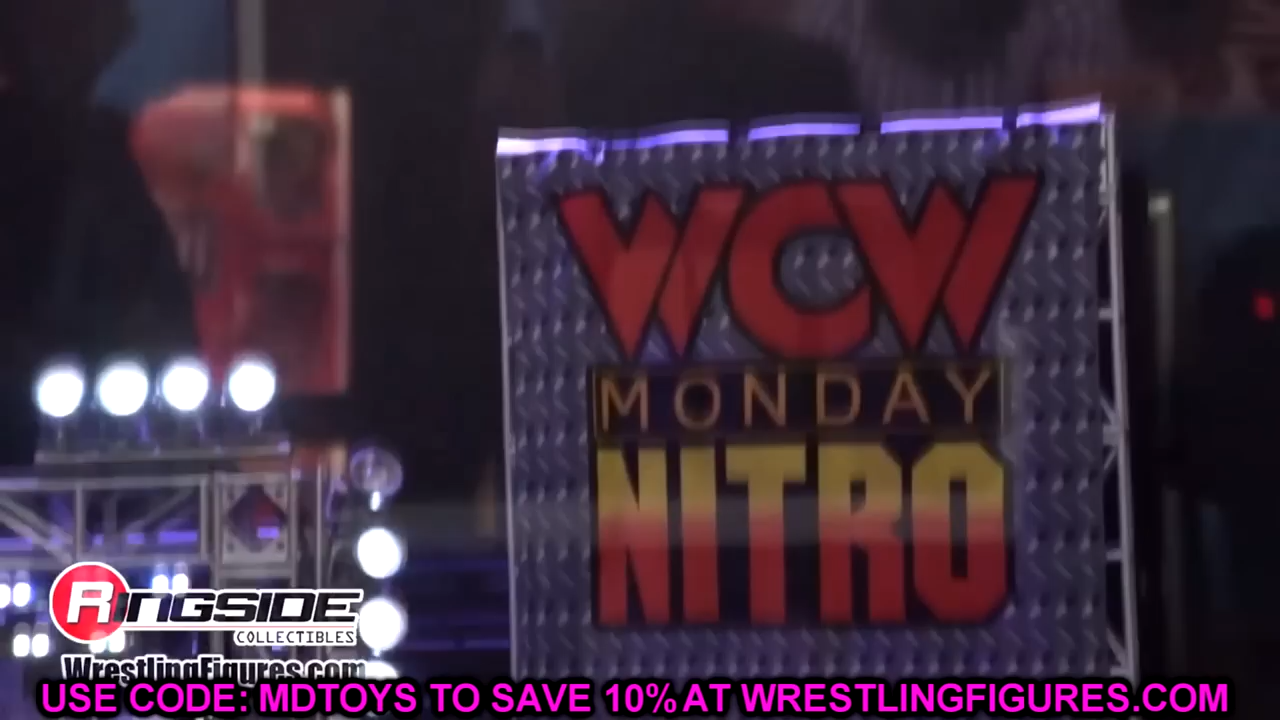 WCW
MONDAY
NITRO
RINGSIDE
COLLECTIBLES
WrestlingFigures.com
USE CODE: MDTOYS TO SAVE 10% AT WRESTLINGFIGURES.COM